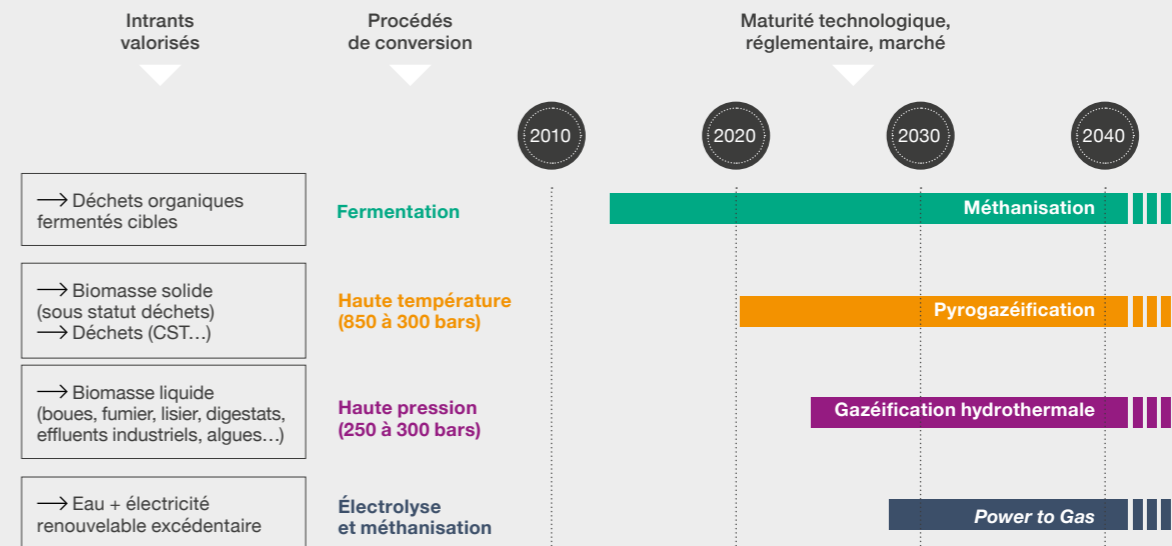 Intrants
valorisés
Procédés
de conversion
Maturité technologique,
réglementaire, marché
2010
2020
2030
2040
→ Déchets organiques
fermentés cibles
Fermentation
Méthanisation
→ Biomasse solide
(sous statut déchets)
→ Déchets (CST…)
Haute température
(850 à 300 bars)
Pyrogazéification
→ Biomasse liquide
(boues, fumier, lisier, digestats,
effluents industriels, algues…)
Haute pression
(250 à 300 bars)
Gazéification hydrothermale
→ Eau + électricité
renouvelable excédentaire
Électrolyse
et méthanisation
Power to Gas